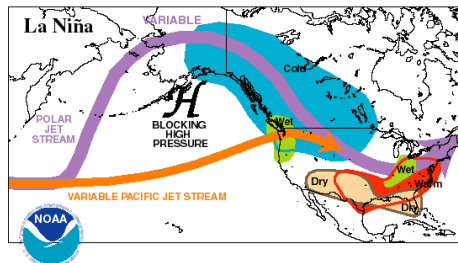 La Niña
VARIABLE
Cold
POLAR
JET
STREAM
H
BLOCKING
HIGH
PRESSURE
Wet
VARIABLE PACIFIC JET STREAM
Dry
Wet
Warm
Dry
NOAA